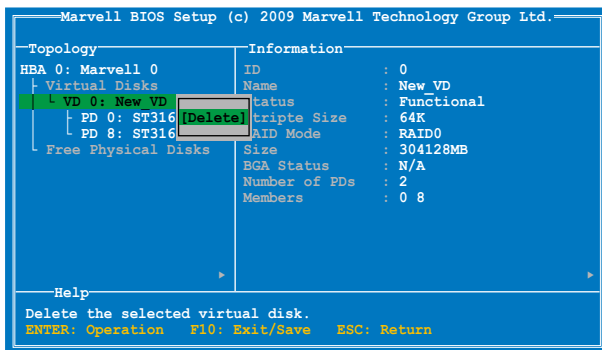 Marvell BIOS Setup (c) 2009 Marvell Technology Group Ltd.
Topology
HBA 0: Marvell 0
Virtual Disks
VD 0: New_VD
PD 0: ST316
PD 8: ST316
Free Physical Disks
[Delete]
Information
ID : 0
Name : New_VD
tatus : Functional
tripte Size : 64K
AID Mode : RAID0
Size : 304128MB
BGA Status : N/A
Number of PDs : 2
Members : 0 8
Help
Delete the selected virtual disk.
ENTER: Operation F10: Exit/Save ESC: Return